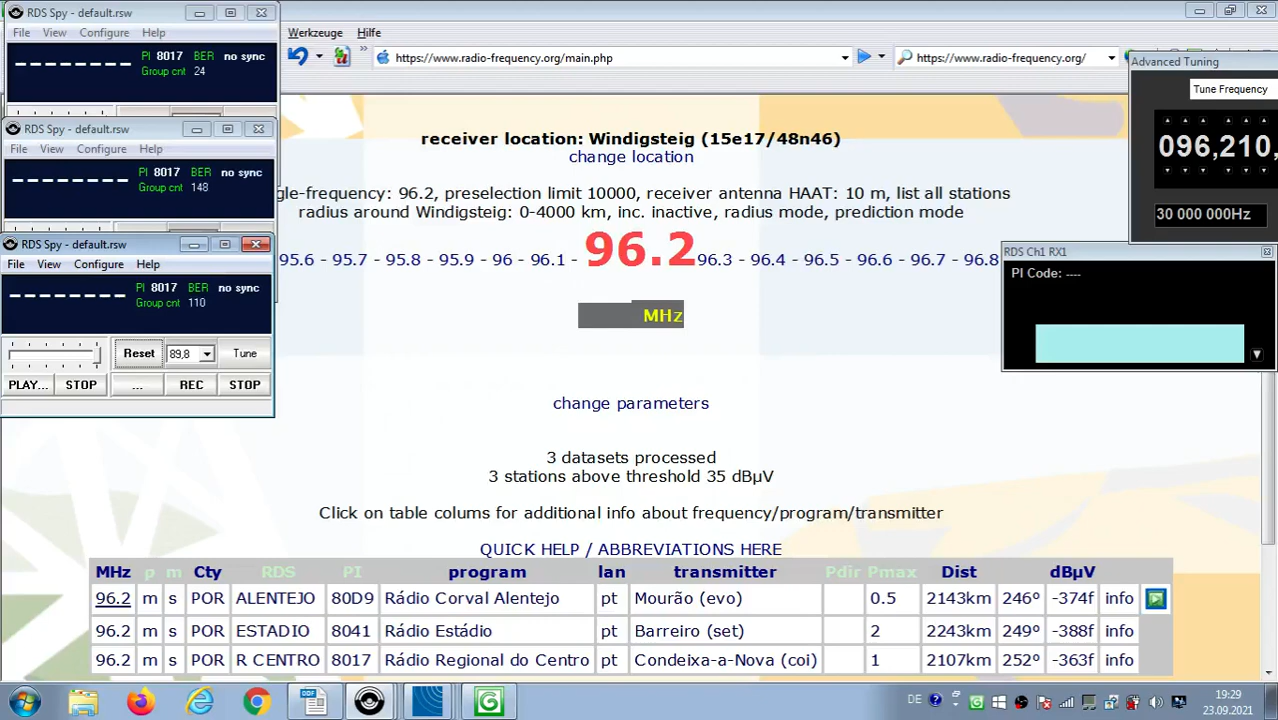 RDS Spy - default.rsw
File View Configure Help
PI 8017 BER no sync
Group cnt 24
RDS Spy - default.rsw
File View Configure Help
PI 8017 BER no sync
Group cnt 148
RDS Spy - default.rsw
File View Configure Help
PI 8017 BER no sync
Group cnt 110
Reset 89,8 Tune
PLAY... STOP ... REC STOP
Werkzeuge Hilfe
https://www.radio-frequency.org/main.php https://www.radio-frequency.org/
Advanced Tuning
Tune Frequency
096,210,
30 000 000Hz
RDS Ch1 RX1
PI Code: ----
receiver location: Windigsteig (15e17/48n46)
change location
gle-frequency: 96.2, preselection limit 10000, receiver antenna HAAT: 10 m, list all stations
radius around Windigsteig: 0-4000 km, inc. inactive, radius mode, prediction mode
95.6 - 95.7 - 95.8 - 95.9 - 96 - 96.1 - 96.2 96.3 - 96.4 - 96.5 - 96.6 - 96.7 - 96.8
MHz
change parameters
3 datasets processed
3 stations above threshold 35 dBµV
Click on table colums for additional info about frequency/program/transmitter
QUICK HELP / ABBREVIATIONS HERE
MHz p m Cty RDS PI program lan transmitter Pdir Pmax Dist dBµV
96.2 m s POR ALENTEJO 80D9 Rádio Corval Alentejo pt Mourão (evo) 0.5 2143km 246° -374f info
96.2 m s POR ESTADIO 8041 Rádio Estádio pt Barreiro (set) 2 2243km 249° -388f info
96.2 m s POR R CENTRO 8017 Rádio Regional do Centro pt Condeixa-a-Nova (coi) 1 2107km 252° -363f info
DE 19:29
23.09.2021